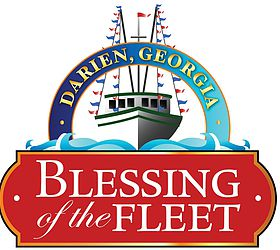 · DARIEN, GEORGIA ·
BLESSING
of the FLEET